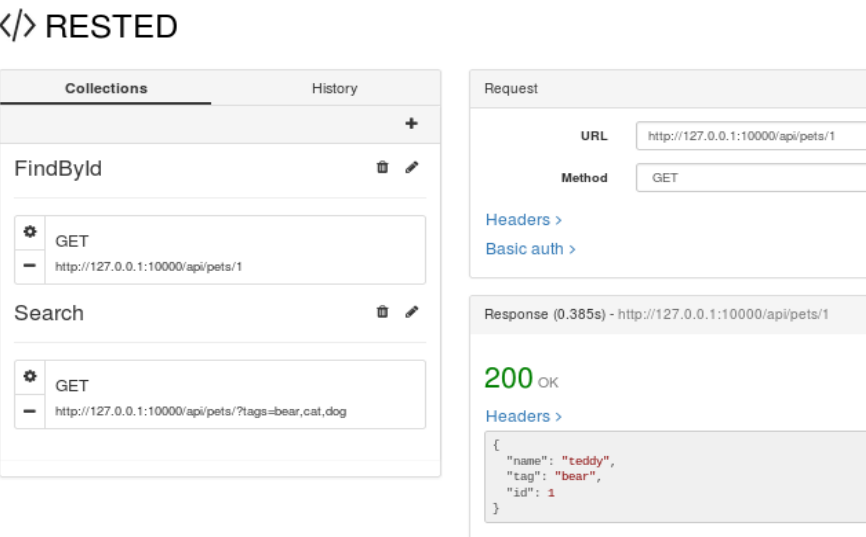 </> RESTED
Collections History
+
FindById
GET
http://127.0.0.1:10000/api/pets/1
Search
GET
http://127.0.0.1:10000/api/pets/?tags=bear,cat,dog
Request
URL http://127.0.0.1:10000/api/pets/1
Method GET
Headers >
Basic auth >
Response (0.385s) - http://127.0.0.1:10000/api/pets/1
200 OK
Headers >
{
"name": "teddy",
"tag": "bear",
"id": 1
}